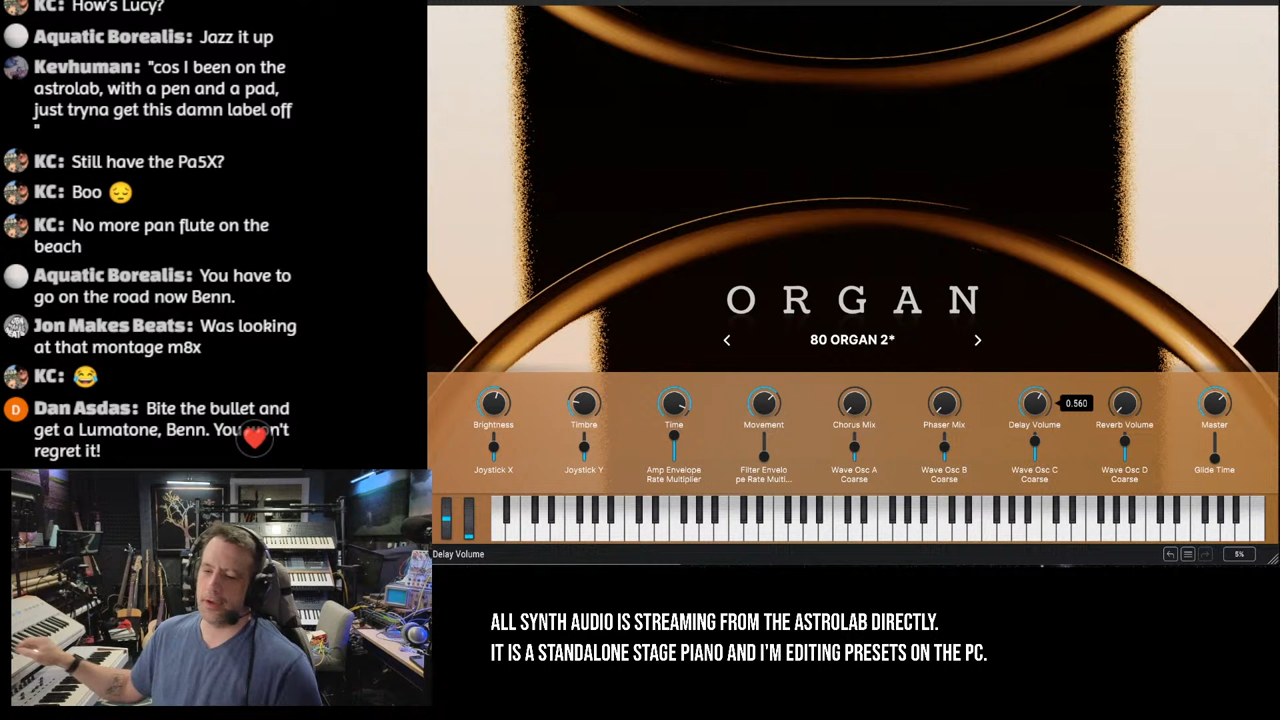 KC: How's Lucy?
Aquatic Borealis: Jazz it up
Kevhuman: "cos I been on the
astrolab, with a pen and a pad,
just tryna get this damn label off
"
KC: Still have the Pa5X?
KC: Boo 😔
KC: No more pan flute on the
beach
Aquatic Borealis: You have to
go on the road now Benn.
Jon Makes Beats: Was looking
at that montage m8x
KC: 😂
D
Dan Asdas: Bite the bullet and
get a Lumatone, Benn. You won't
regret it!
ORGAN
80 ORGAN 2*
0.560
Brightness
Timbre
Time
Movement
Chorus Mix
Phaser Mix
Delay Volume
Reverb Volume
Master
Joystick X
Joystick Y
Amp Envelope
Rate Multiplier
Filter Envelo
pe Rate Multi...
Wave Osc A
Coarse
Wave Osc B
Coarse
Wave Osc C
Coarse
Wave Osc D
Coarse
Glide Time
Delay Volume
5%
ALL SYNTH AUDIO IS STREAMING FROM THE ASTROLAB DIRECTLY.
IT IS A STANDALONE STAGE PIANO AND I'M EDITING PRESETS ON THE PC.